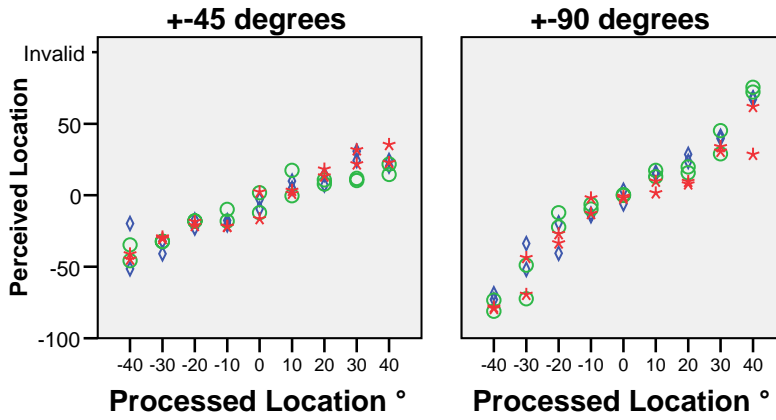 +-45 degrees
+-90 degrees
Perceived Location
Invalid
50
0
-50
-100
-40 -30 -20 -10 0 10 20 30 40
-40 -30 -20 -10 0 10 20 30 40
Processed Location °
Processed Location °